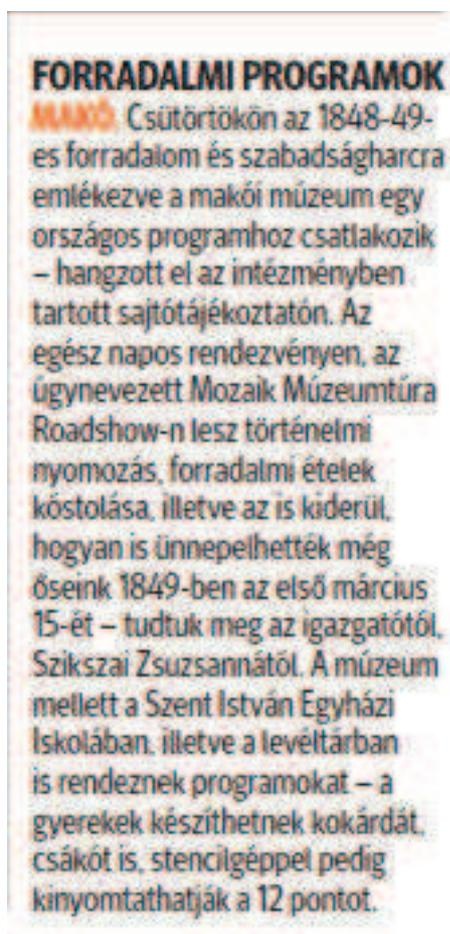 FORRADALMI PROGRAMOK
MAKÓ. Csütörtökön az 1848-49-
es forradalom és szabadságharcra
emlékezve a makói múzeum egy
országos programhoz csatlakozik
– hangzott el az intézményben
tartott sajtótájékoztatón. Az
egész napos rendezvényen, az
úgynevezett Mozaik Múzeumtúra
Roadshow-n lesz történelmi
nyomozás, forradalmi ételek
kóstolása, illetve az is kiderül,
hogyan is ünnepelhették még
őseink 1849-ben az első március
15-ét – tudtuk meg az igazgatótól,
Szikszai Zsuzsannától. A múzeum
mellett a Szent István Egyházi
Iskolában, illetve a levéltárban
is rendeznek programokat – a
gyerekek készíthetnek kokárdát,
csákót is, stencilgéppel pedig
kinyomtathatják a 12 pontot.